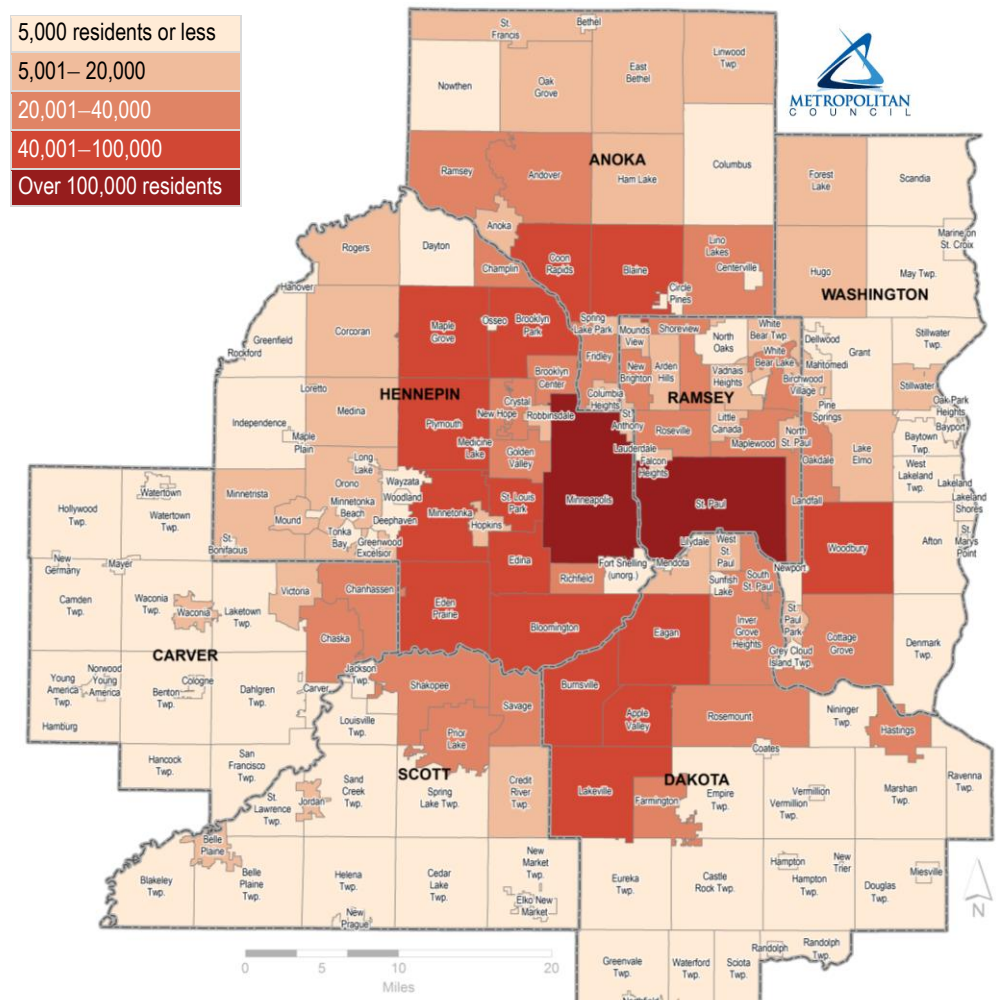 5,000 residents or less
5,001– 20,000
20,001–40,000
40,001–100,000
Over 100,000 residents
METROPOLITAN
COUNCIL
St.
Francis
Bethel
Nowthen
Oak
Grove
East
Bethel
Linwood
Twp.
Ramsey
Andover
ANOKA
Ham Lake
Columbus
Forest
Lake
Scandia
Anoka
Rogers
Dayton
Champlin
Coon
Rapids
Blaine
Lino
Lakes
Centerville
Circle
Pines
Hugo
Marine on
St. Croix
May Twp.
WASHINGTON
Hanover
Greenfield
Rockford
Corcoran
Maple
Grove
Osseo
Brooklyn
Park
Spring
Lake Park
Mounds
View
Shoreview
North
Oaks
White
Bear Twp.
White
Bear Lake
Dellwood
Mahtomedi
Grant
Stillwater
Twp.
Fridley
New
Brighton
Arden
Hills
Vadnais
Heights
Birchwood
Village
Stillwater
Loretto
HENNEPIN
Brooklyn
Center
Columbia
Heights
RAMSEY
Pine
Springs
Oak Park
Heights
Bayport
Independence
Medina
Maple
Plain
Plymouth
Crystal
New Hope
Robbinsdale
St.
Anthony
Roseville
Little
Canada
Maplewood
North
St. Paul
Oakdale
Lake
Elmo
Baytown
Twp.
Medicine
Lake
Golden
Valley
Lauderdale
Falcon
Heights
West
Lakeland
Twp.
Lakeland
Lakeland
Shores
Long
Lake
Orono
Wayzata
Woodland
Minnetrista
Mound
Minnetonka
Beach
Deephaven
Tonka
Bay
Greenwood
Excelsior
St.
Bonifacius
Minnetonka
Hopkins
St. Louis
Park
Minneapolis
St. Paul
Landfall
Woodbury
Afton
St.
Marys
Point
Hollywood
Twp.
Watertown
Watertown
Twp.
New
Germany
Mayer
Edina
Richfield
Fort Snelling
(unorg.)
Lilydale
Mendota
West
St.
Paul
Sunfish
Lake
South
St. Paul
Newport
Camden
Twp.
Waconia
Twp.
Waconia
Laketown
Twp.
Victoria
Chanhassen
Chaska
Eden
Prairie
Bloomington
Eagan
Inver
Grove
Heights
St.
Paul
Park
Grey Cloud
Island Twp.
Cottage
Grove
Denmark
Twp.
CARVER
Young
America
Twp.
Norwood
Young
America
Cologne
Benton
Twp.
Dahlgren
Twp.
Carver
Jackson
Twp.
Louisville
Twp.
Shakopee
Savage
Burnsville
Apple
Valley
Rosemount
Nininger
Twp.
Hastings
Hamburg
Prior
Lake
Coates
Hancock
Twp.
San
Francisco
Twp.
St.
Lawrence
Twp.
Jordan
Sand
Creek
Twp.
SCOTT
Spring
Lake Twp.
Credit
River
Twp
Lakeville
Farmington
DAKOTA
Empire
Twp.
Vermillion
Vermillion
Twp.
Marshan
Twp.
Ravenna
Twp.
Belle
Plaine
Blakeley
Twp.
Belle
Plaine
Twp.
Helena
Twp.
New
Prague
Cedar
Lake
Twp.
New
Market
Twp.
Elko New
Market
Eureka
Twp.
Castle
Rock Twp.
Hampton
Hampton
Twp.
New
Trier
Douglas
Twp.
Miesville
Greenvale
Twp.
Waterford
Twp.
Sciota
Twp.
Randolph
Randolph
Twp.
N
0 5 10 20
Miles